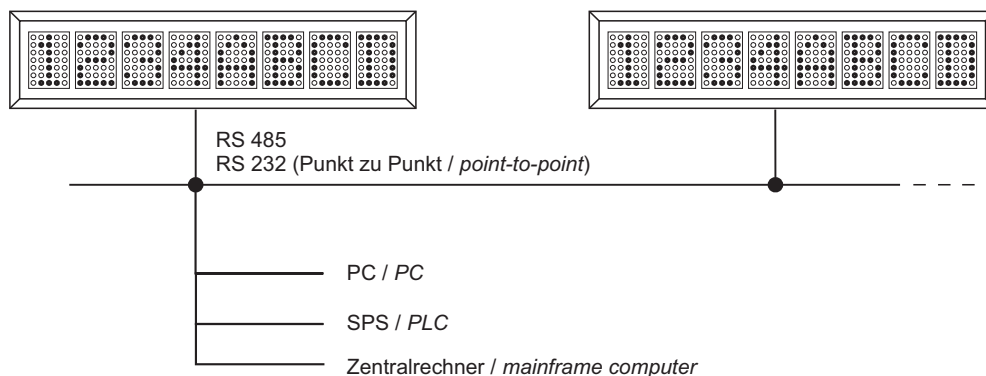 RS 485
RS 232 (Punkt zu Punkt / point-to-point)
PC / PC
SPS / PLC
Zentralrechner / mainframe computer